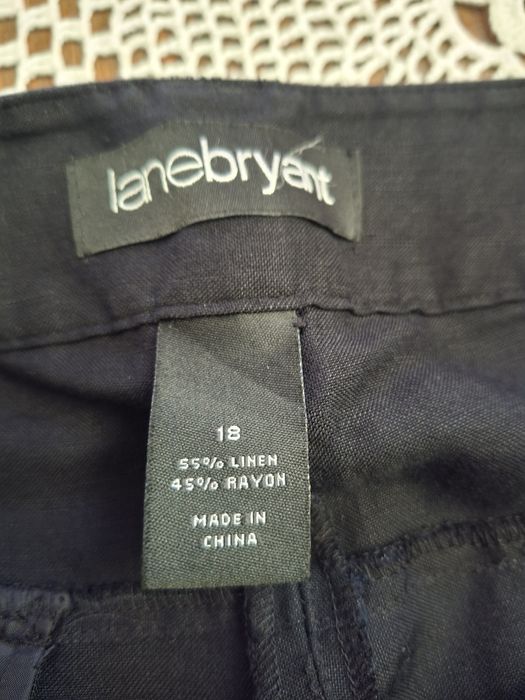 lanebryant
18
55% LINEN
45% RAYON
MADE IN
CHINA